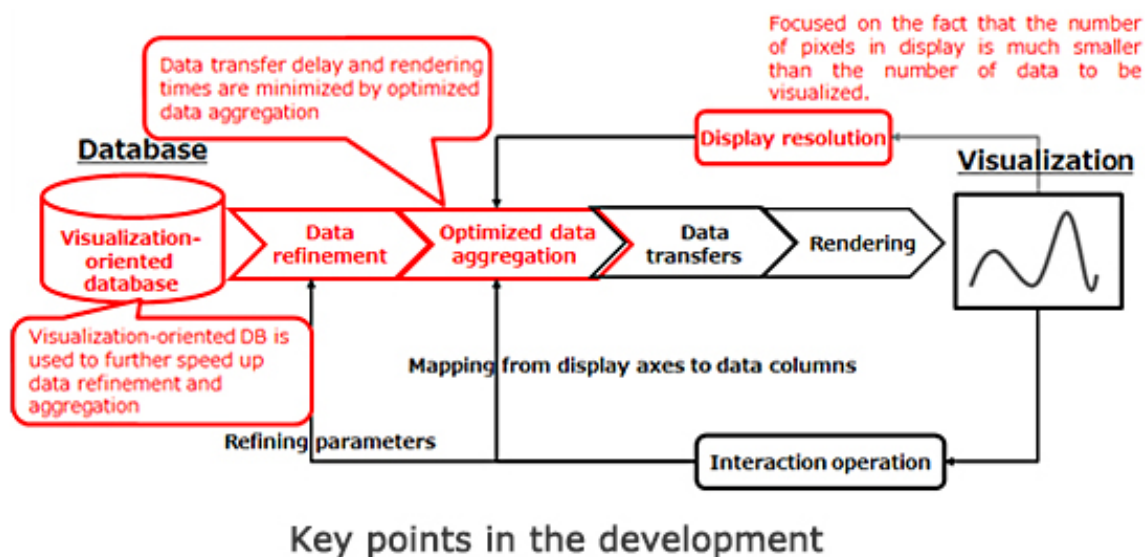 Focused on the fact that the number
of pixels in display is much smaller
than the number of data to be
visualized.
Data transfer delay and rendering
times are minimized by optimized
data aggregation
Display resolution
Database
Visualization
Visualization-
oriented
database
Data
refinement
Optimized data
aggregation
Data
transfers
Rendering
Visualization-oriented DB is
used to further speed up
data refinement and
aggregation
Mapping from display axes to data columns
Refining parameters
Interaction operation
Key points in the development